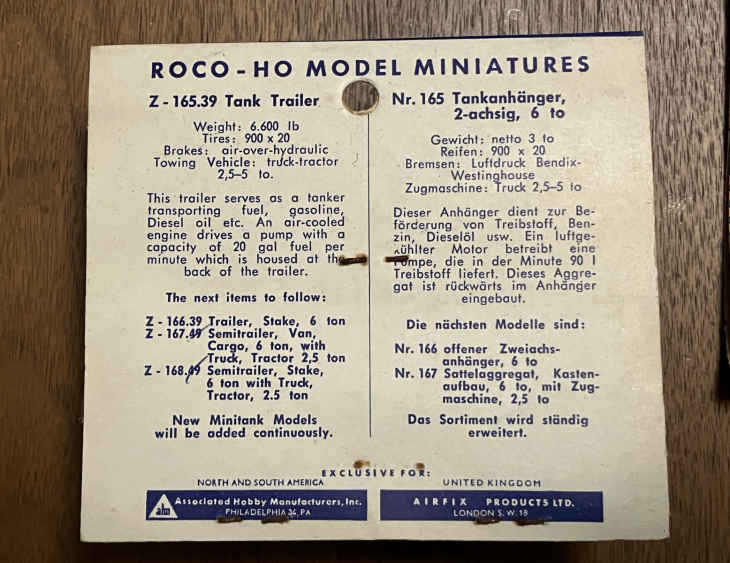 ROCO-HO MODEL MINIATURES
Z-165.39 Tank Trailer
Weight: 6.600 lb
Tires: 900 x 20
Brakes: air-over-hydraulic
Towing Vehicle: truck-tractor
2,5–5 to.
This trailer serves as a tanker
transporting fuel, gasoline,
Diesel oil etc. An air-cooled
engine drives a pump with a
capacity of 20 gal fuel per
minute which is housed at the
back of the trailer.
The next items to follow:
Z-166.39 Trailer, Stake, 6 ton
Z-167.49 Semitrailer, Van,
Cargo, 6 ton, with
Truck, Tractor 2,5 ton
Z-168.49 Semitrailer, Stake,
6 ton with Truck,
Tractor, 2.5 ton
New Minitank Models
will be added continuously.
Nr. 165 Tankanhänger,
2-achsig, 6 to
Gewicht: netto 3 to
Reifen: 900 x 20
Bremsen: Luftdruck Bendix-
Westinghouse
Zugmaschine: Truck 2,5–5 to
Dieser Anhänger dient zur Be-
förderung von Treibstoff, Ben-
zin, Dieselöl usw. Ein luftge-
kühlter Motor betreibt eine
Pumpe, die in der Minute 90 l
Treibstoff liefert. Dieses Aggre-
gat ist rückwärts im Anhänger
eingebaut.
Die nächsten Modelle sind:
Nr. 166 offener Zweiachs-
anhänger, 6 to
Nr. 167 Sattelaggregat, Kasten-
aufbau, 6 to, mit Zug-
maschine, 2,5 to
Das Sortiment wird ständig
erweitert.
EXCLUSIVE FOR:
NORTH AND SOUTH AMERICA
ahm
Associated Hobby Manufacturers, Inc.
PHILADELPHIA 34, PA
UNITED KINGDOM
AIRFIX PRODUCTS LTD.
LONDON S.W. 18